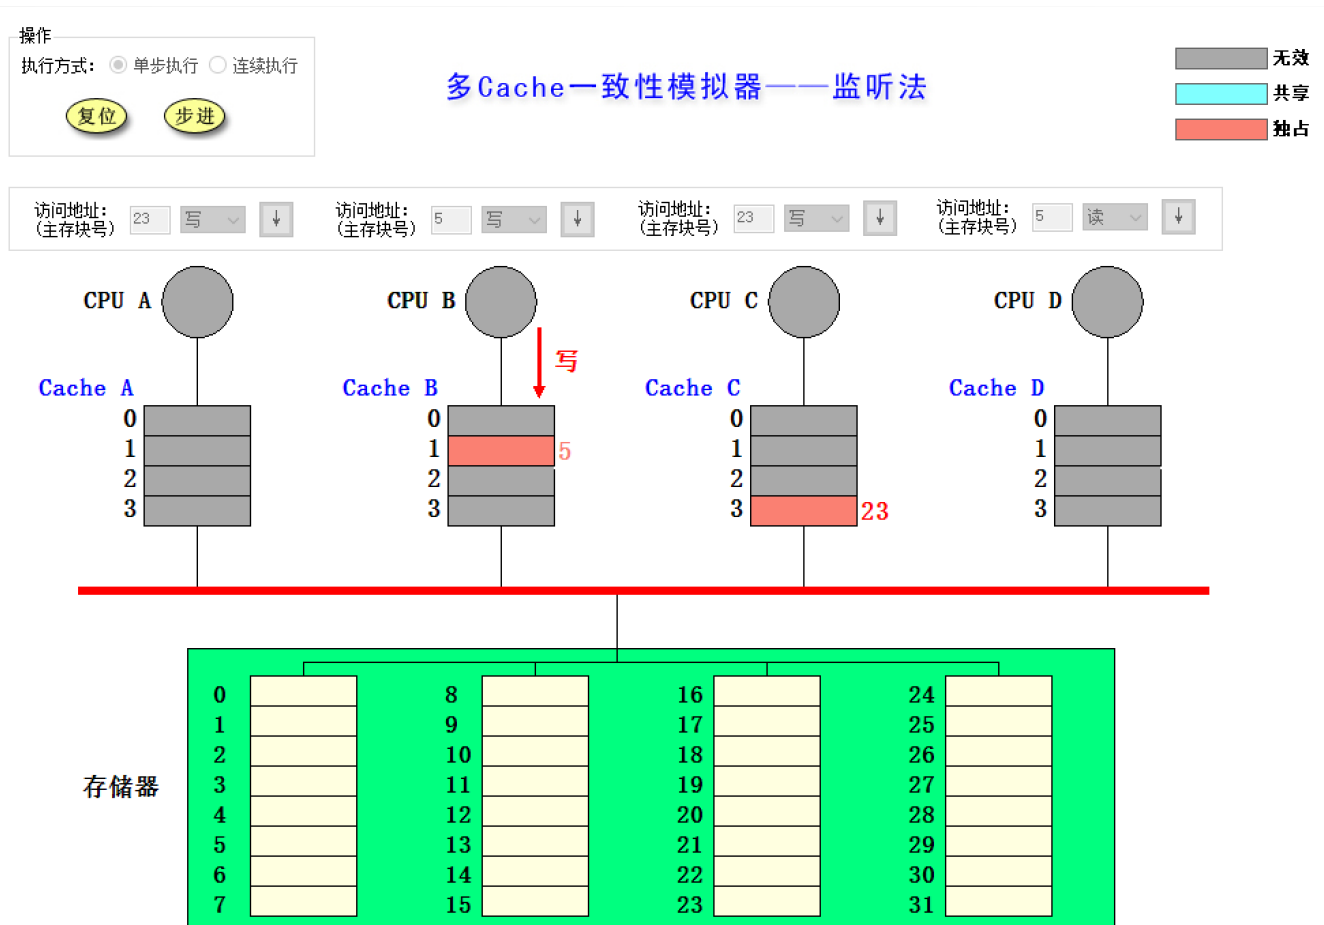 操作
执行方式： 单步执行 连续执行
复位 步进
多Cache一致性模拟器——监听法
无效
共享
独占
访问地址：
(主存块号) 23 写 ↓
访问地址：
(主存块号) 5 写 ↓
访问地址：
(主存块号) 23 写 ↓
访问地址：
(主存块号) 5 读 ↓
CPU A CPU B CPU C CPU D
写
Cache A Cache B Cache C Cache D
0 0 0 0
1 1 5 1 1
2 2 2 2
3 3 3 23 3
存储器
0 8 16 24
1 9 17 25
2 10 18 26
3 11 19 27
4 12 20 28
5 13 21 29
6 14 22 30
7 15 23 31